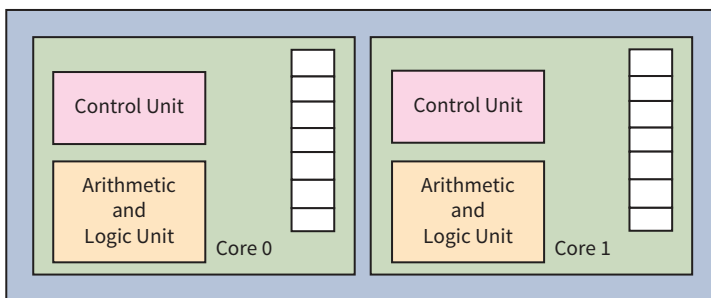 Control Unit
Arithmetic
and
Logic Unit
Core 0
Control Unit
Arithmetic
and
Logic Unit
Core 1